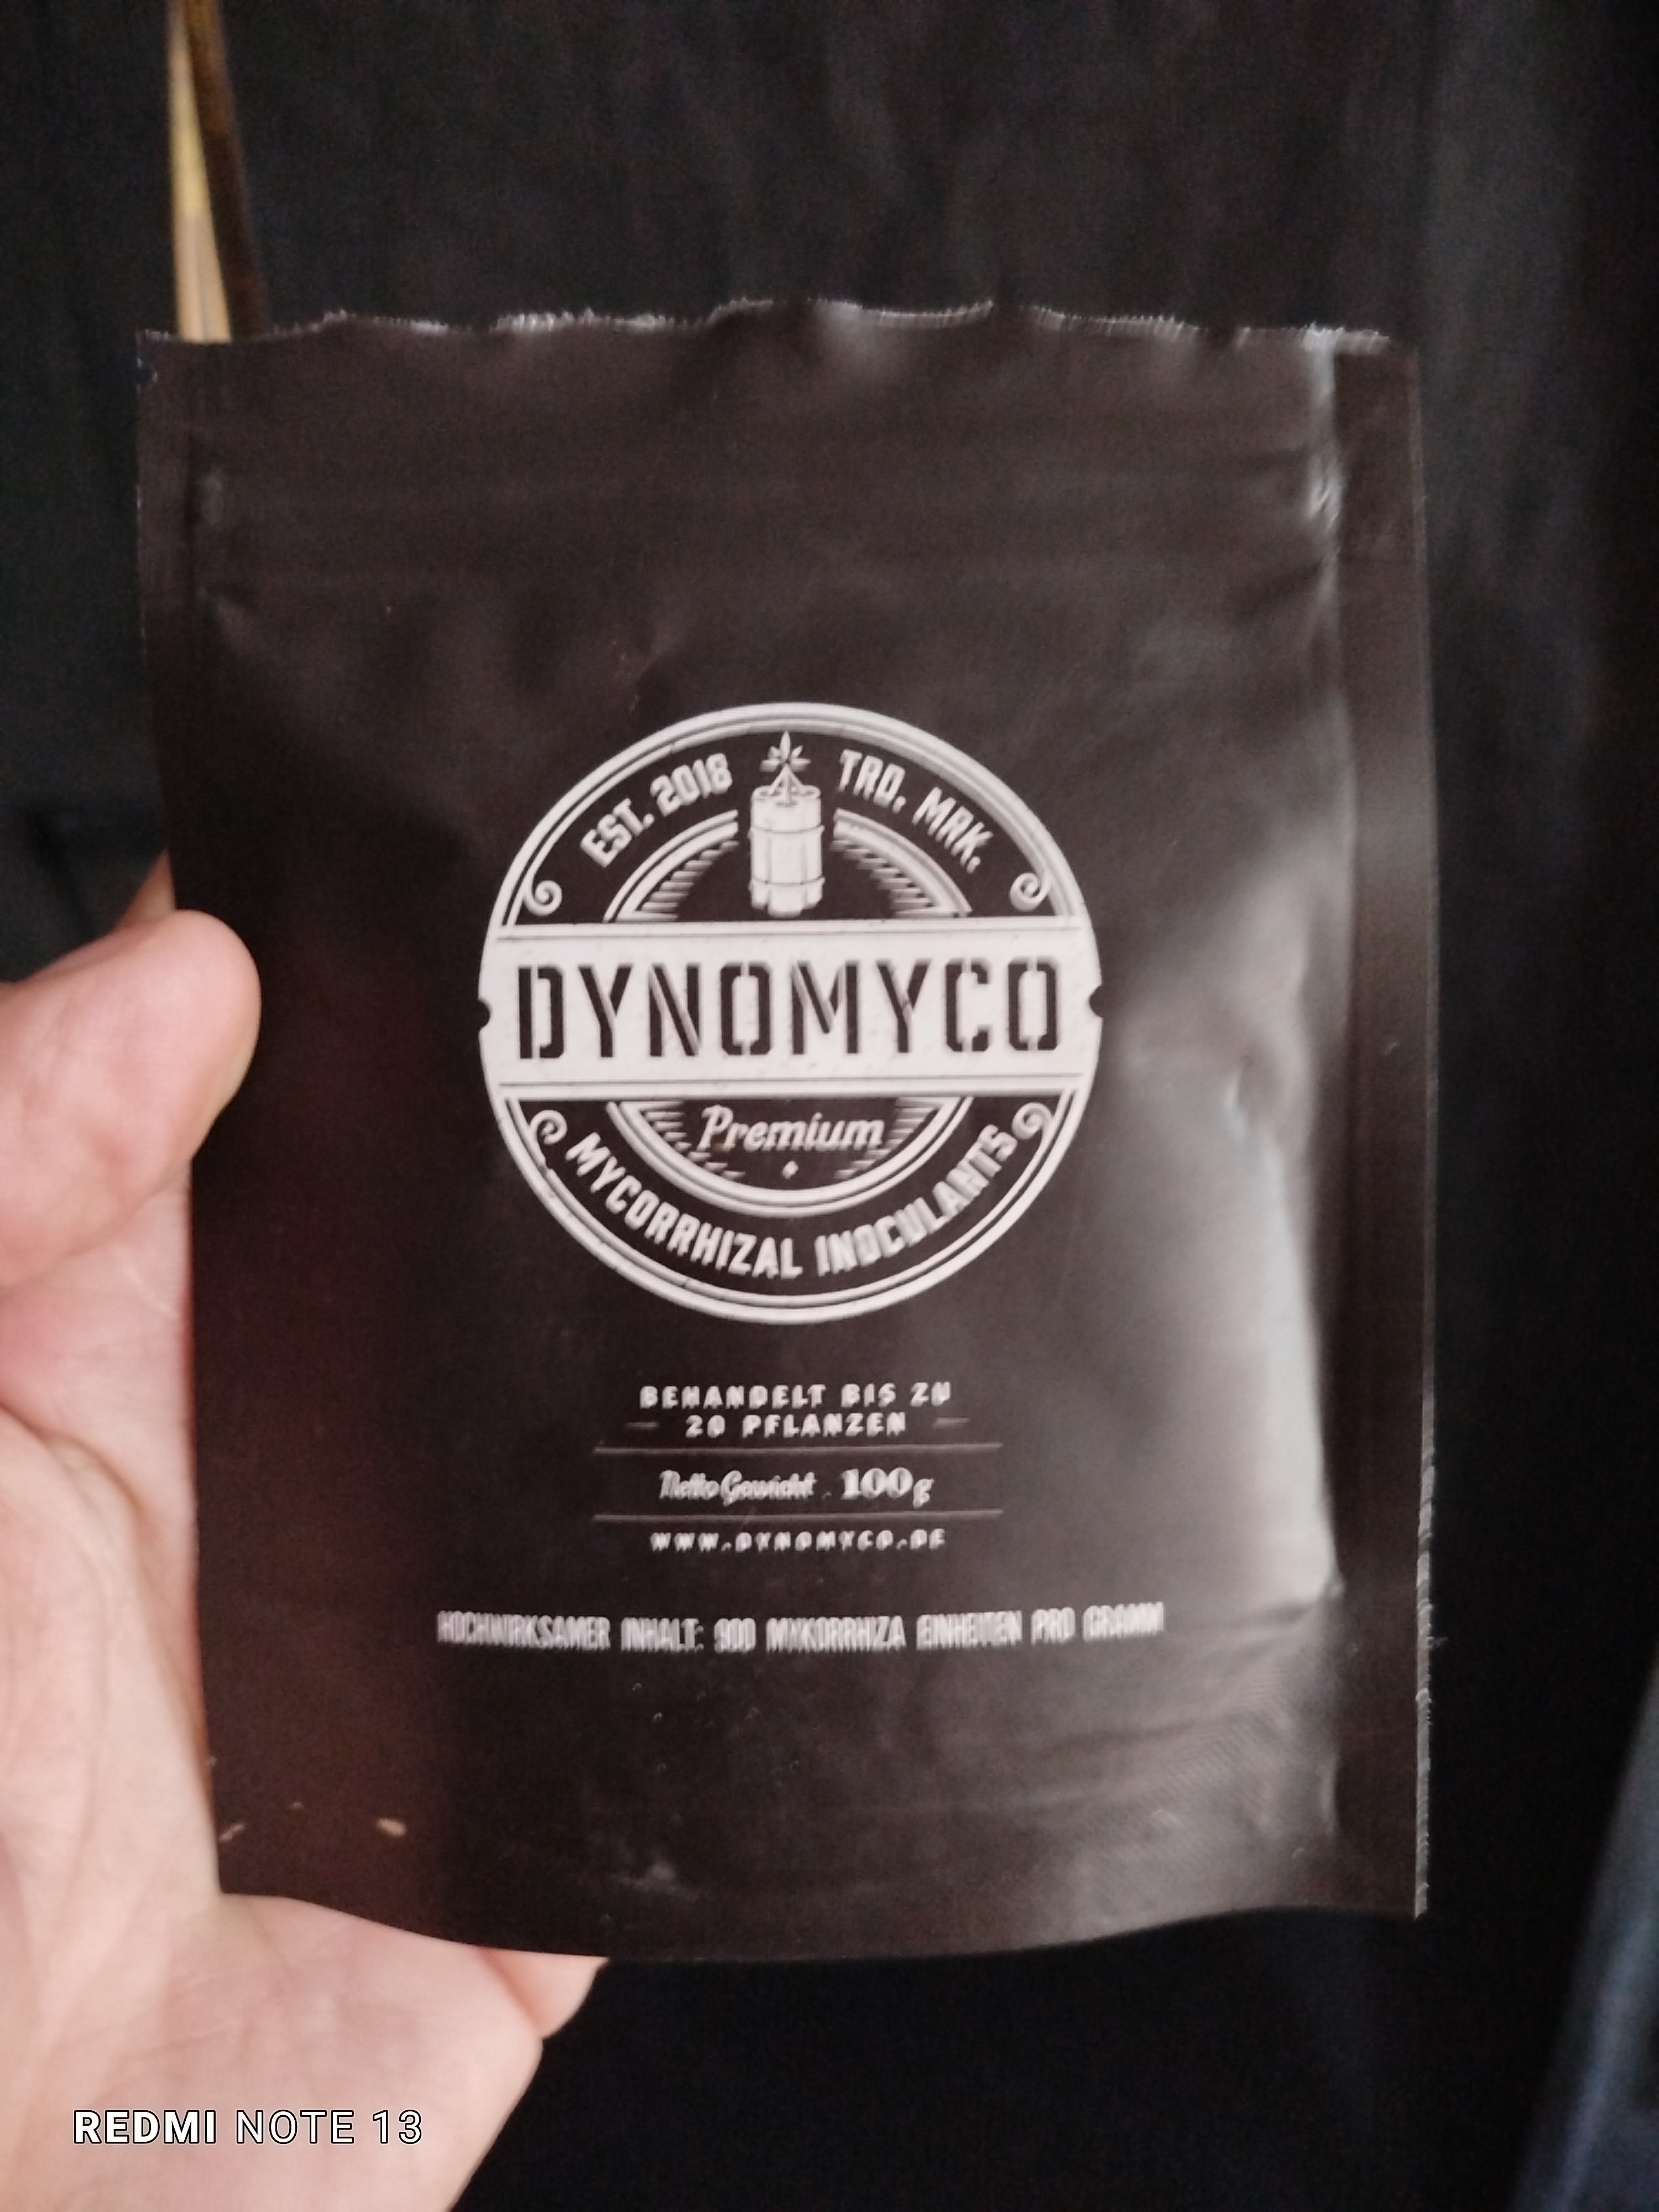 EST. 2018 TRD. MRK.
DYNOMYCO
Premium
MYCORRHIZAL INOCULANTS
BEHANDELT BIS ZU
20 PFLANZEN
Netto Gewicht . 100g
WWW.DYNOMYCO.DE
HOCHWIRKSAMER INHALT: 900 MYKORRHIZA EINHEITEN PRO GRAMM
REDMI NOTE 13